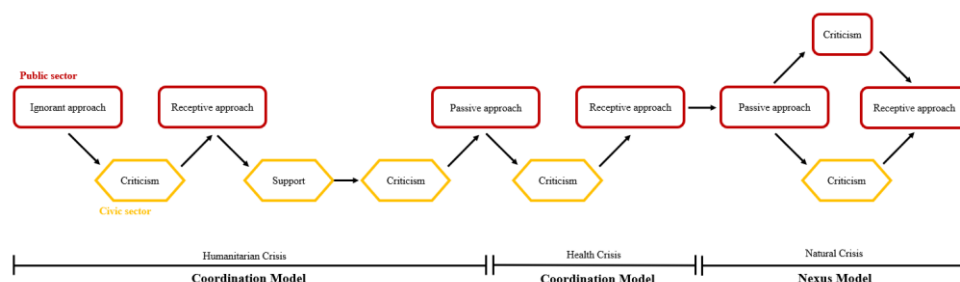 Criticism
Public sector
Ignorant approach
Receptive approach
Passive approach
Receptive approach
Passive approach
Receptive approach
Criticism
Support
Criticism
Criticism
Criticism
Civic sector
Humanitarian Crisis
Health Crisis
Natural Crisis
Coordination Model
Coordination Model
Nexus Model